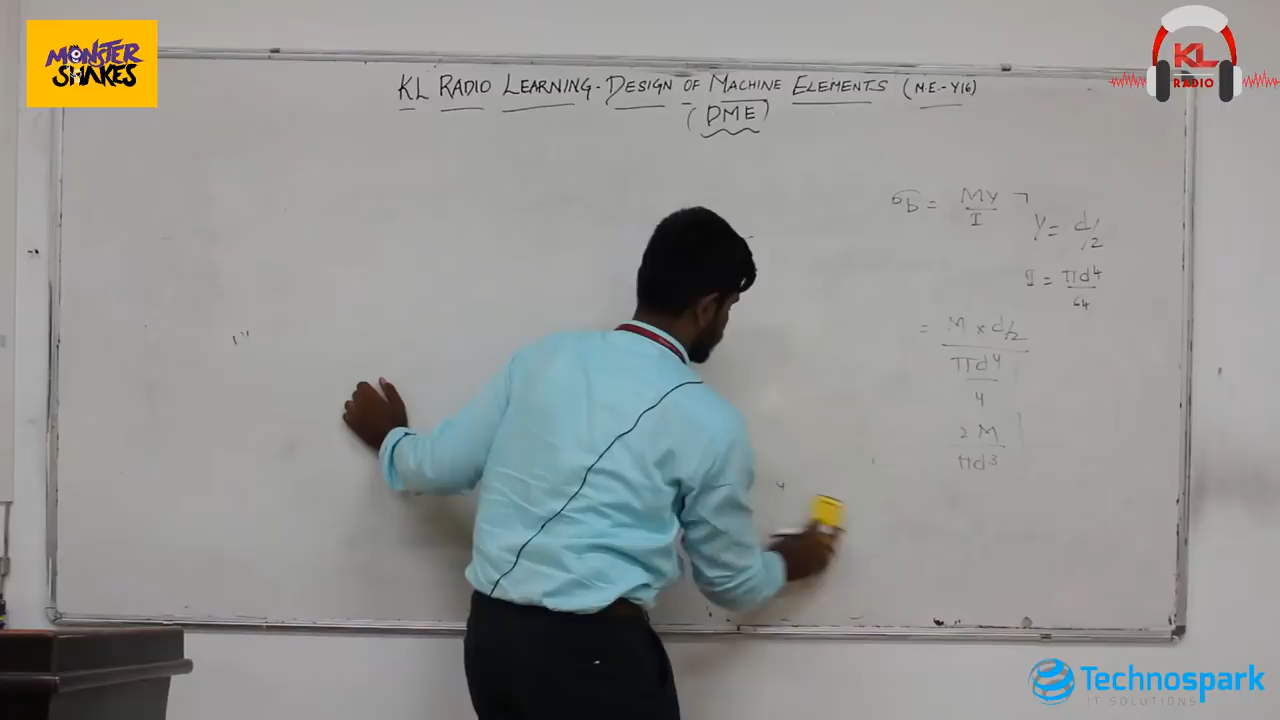 MONSTER
SHAKES
KL
RADIO
KL RADIO LEARNING - DESIGN OF MACHINE ELEMENTS (M.E.-Y16)
(DME)
σb = MY
I
Y = d/2
I = πd4
64
= M x d/2
πd4
4
2 M
πd3
Technospark
IT SOLUTIONS